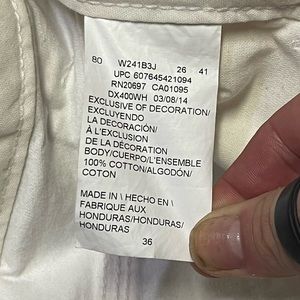 80 W241B3J 26 41
UPC 607645421094
RN20697 CA01095
DX400WH 03/08/14
EXCLUSIVE OF DECORATION/
EXCLUYENDO
LA DECORACIÓN/
À L'EXCLUSION
DE LA DÉCORATION
BODY/CUERPO/L'ENSEMBLE
100% COTTON/ALGODÓN/
COTON
MADE IN \ HECHO EN \
FABRIQUE AUX
HONDURAS/HONDURAS/
HONDURAS
36